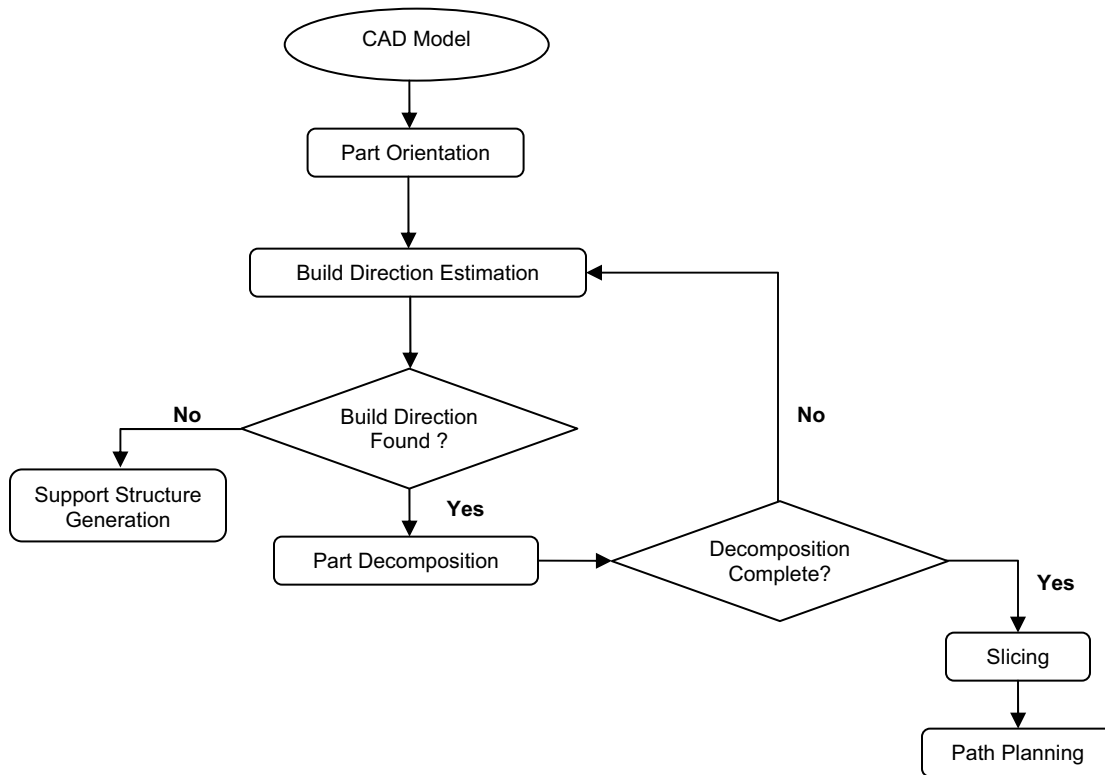 CAD Model
Part Orientation
Build Direction Estimation
Build Direction
Found ?
No
No
Support Structure
Generation
Yes
Part Decomposition
Decomposition
Complete?
Yes
Slicing
Path Planning